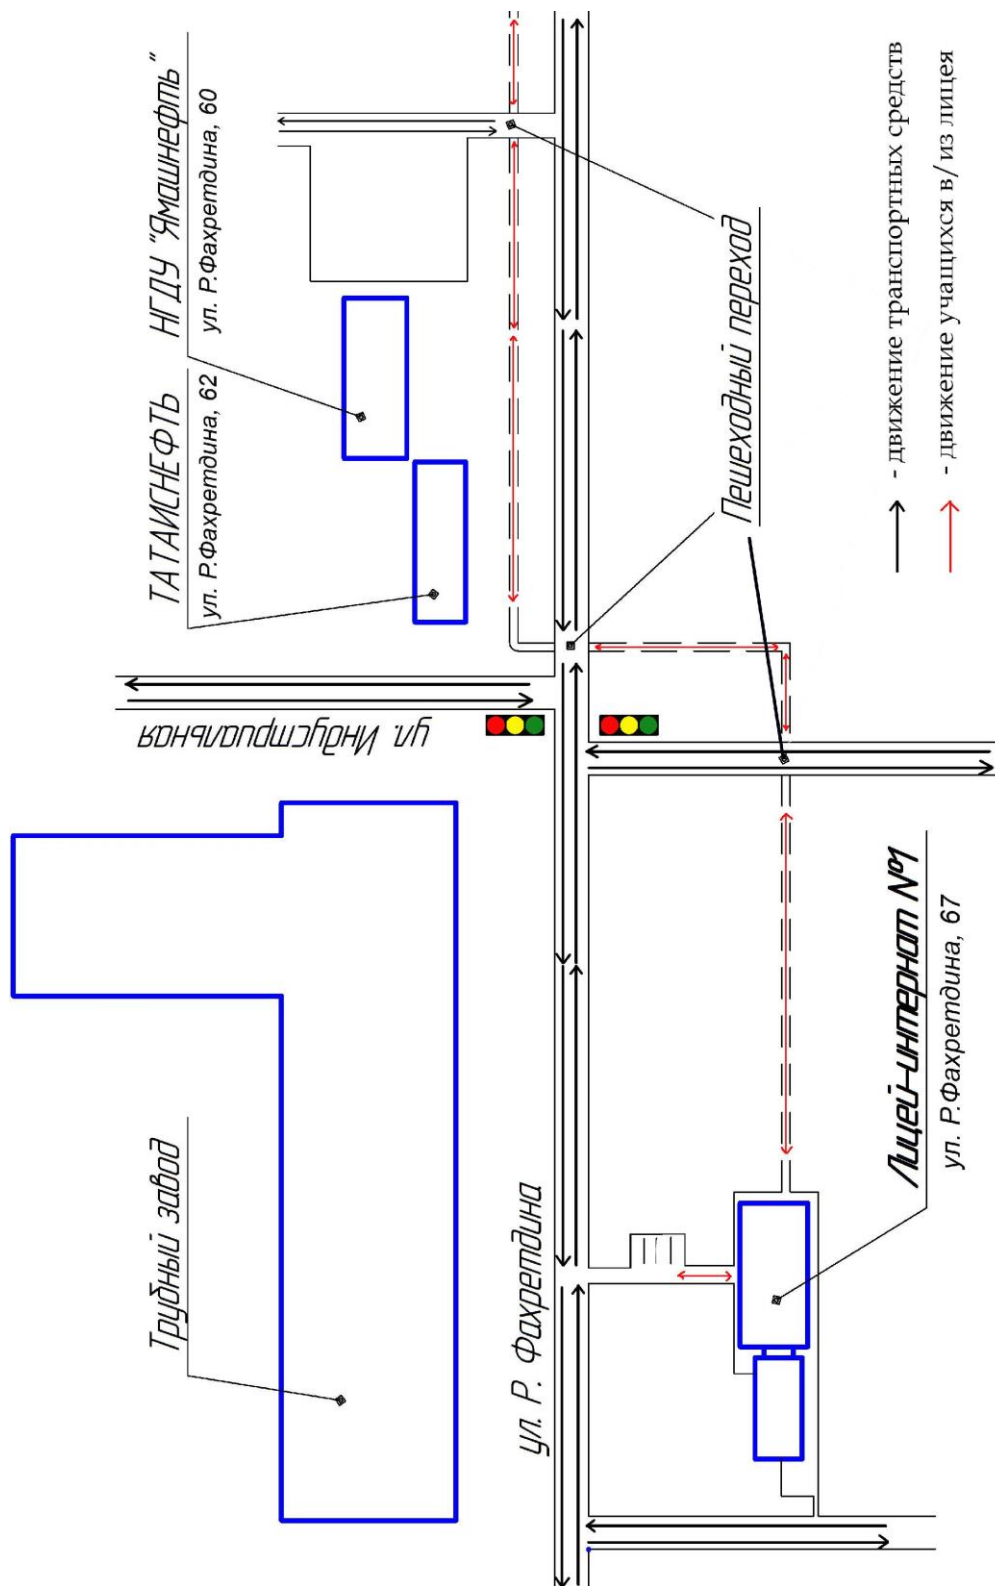 НГДУ "Ямашнефть"
ул. Р.Фахретдина, 60
ТАТАИСНЕФТЬ
ул. Р.Фахретдина, 62
ул. Индустриальная
Трубный завод
ул. Р. Фахретдина
Пешеходный переход
Лицей-интернат №1
ул. Р.Фахретдина, 67
- движение транспортных средств
- движение учащихся в/из лицея